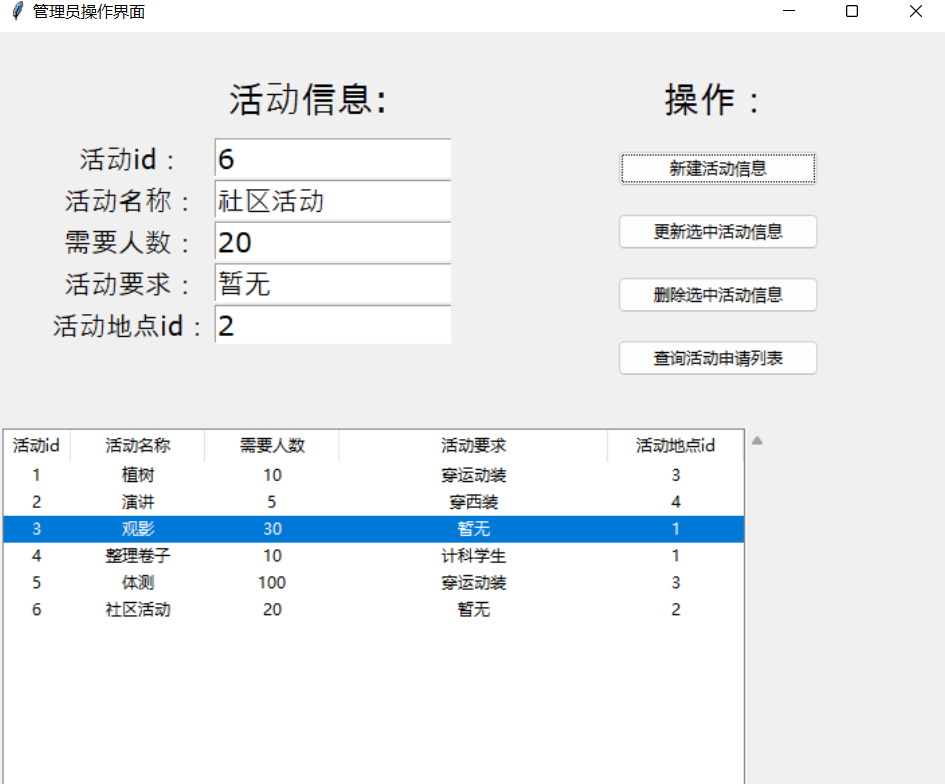 管理员操作界面
活动信息: 操作：
活动id： 6 新建活动信息
活动名称： 社区活动
需要人数： 20 更新选中活动信息
活动要求： 暂无 删除选中活动信息
活动地点id： 2
查询活动申请列表
活动id 活动名称 需要人数 活动要求 活动地点id
1 植树 10 穿运动装 3
2 演讲 5 穿西装 4
3 观影 30 暂无 1
4 整理卷子 10 计科学生 1
5 体测 100 穿运动装 3
6 社区活动 20 暂无 2